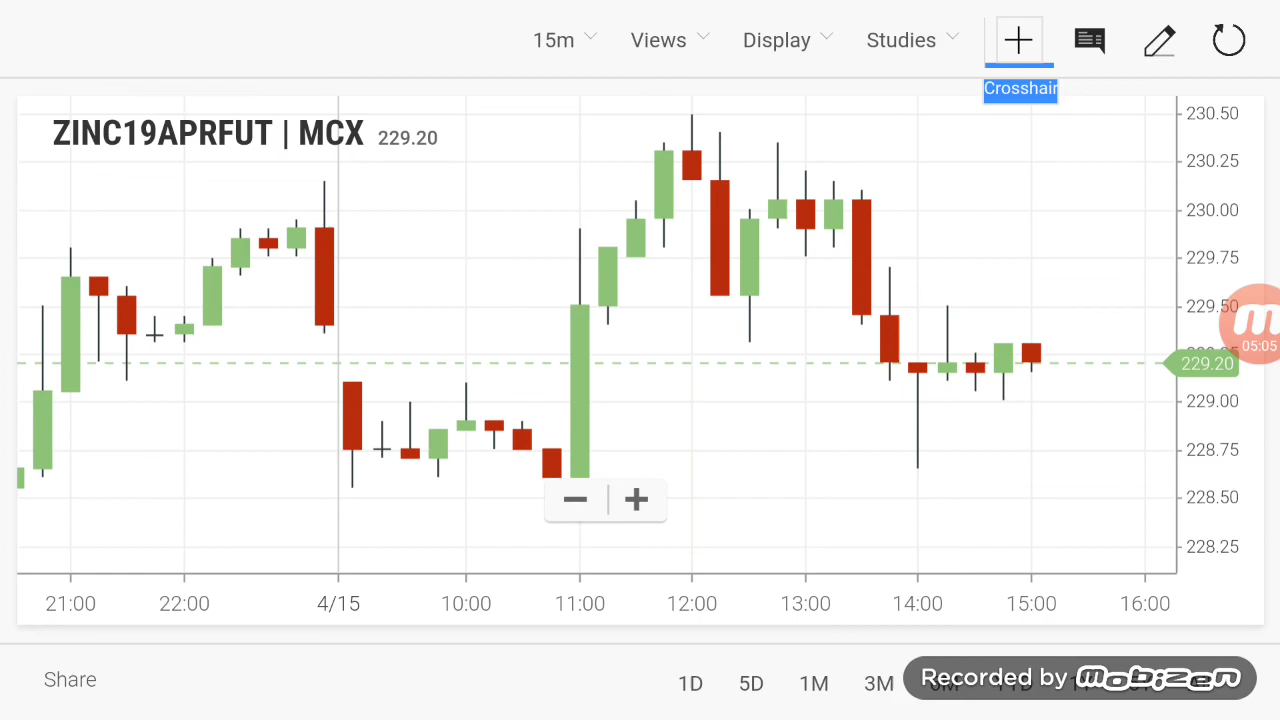 15m Views Display Studies
Crosshair
ZINC19APRFUT | MCX 229.20
230.50
230.25
230.00
229.75
229.50
05:05
229.20
229.00
228.75
228.50
228.25
21:00 22:00 4/15 10:00 11:00 12:00 13:00 14:00 15:00 16:00
Share 1D 5D 1M 3M
Recorded by mobizen